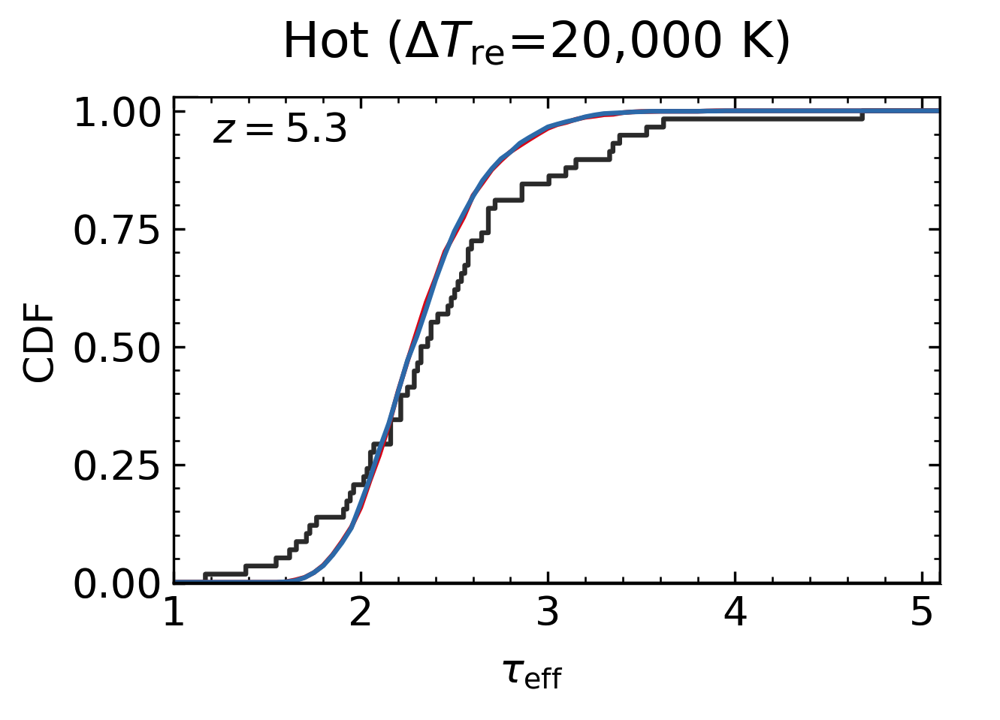 Hot (ΔT_re=20,000 K)
z = 5.3
1.00
0.75
0.50
0.25
0.00
CDF
1 2 3 4 5
τ_eff